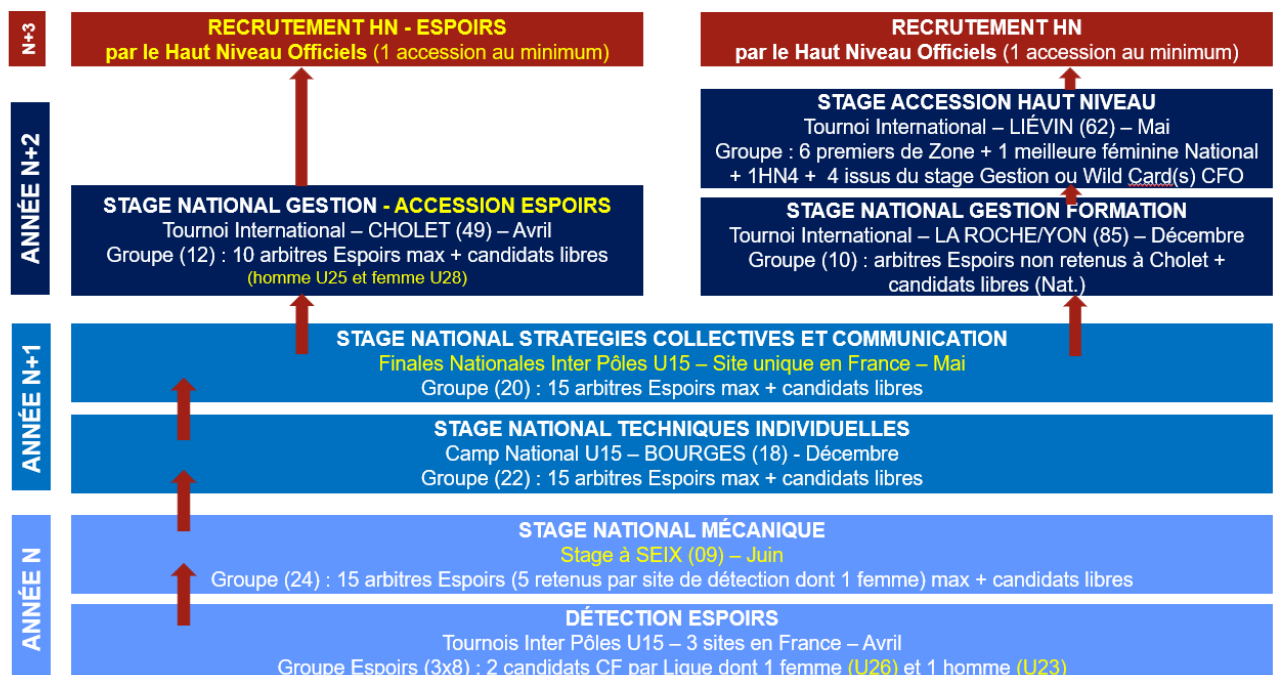 N+3
RECRUTEMENT HN - ESPOIRS
par le Haut Niveau Officiels (1 accession au minimum)
RECRUTEMENT HN
par le Haut Niveau Officiels (1 accession au minimum)
ANNÉE N+2
STAGE NATIONAL GESTION - ACCESSION ESPOIRS
Tournoi International – CHOLET (49) – Avril
Groupe (12) : 10 arbitres Espoirs max + candidats libres
(homme U25 et femme U28)
STAGE ACCESSION HAUT NIVEAU
Tournoi International – LIÉVIN (62) – Mai
Groupe : 6 premiers de Zone + 1 meilleure féminine National
+ 1HN4 + 4 issus du stage Gestion ou Wild Card(s) CFO
STAGE NATIONAL GESTION FORMATION
Tournoi International – LA ROCHE/YON (85) – Décembre
Groupe (10) : arbitres Espoirs non retenus à Cholet +
candidats libres (Nat.)
ANNÉE N+1
STAGE NATIONAL STRATEGIES COLLECTIVES ET COMMUNICATION
Finales Nationales Inter Pôles U15 – Site unique en France – Mai
Groupe (20) : 15 arbitres Espoirs max + candidats libres
STAGE NATIONAL TECHNIQUES INDIVIDUELLES
Camp National U15 – BOURGES (18) - Décembre
Groupe (22) : 15 arbitres Espoirs max + candidats libres
ANNÉE N
STAGE NATIONAL MÉCANIQUE
Stage à SEIX (09) – Juin
Groupe (24) : 15 arbitres Espoirs (5 retenus par site de détection dont 1 femme) max + candidats libres
DÉTECTION ESPOIRS
Tournois Inter Pôles U15 – 3 sites en France – Avril
Groupe Espoirs (3x8) : 2 candidats CF par Ligue dont 1 femme (U26) et 1 homme (U23)